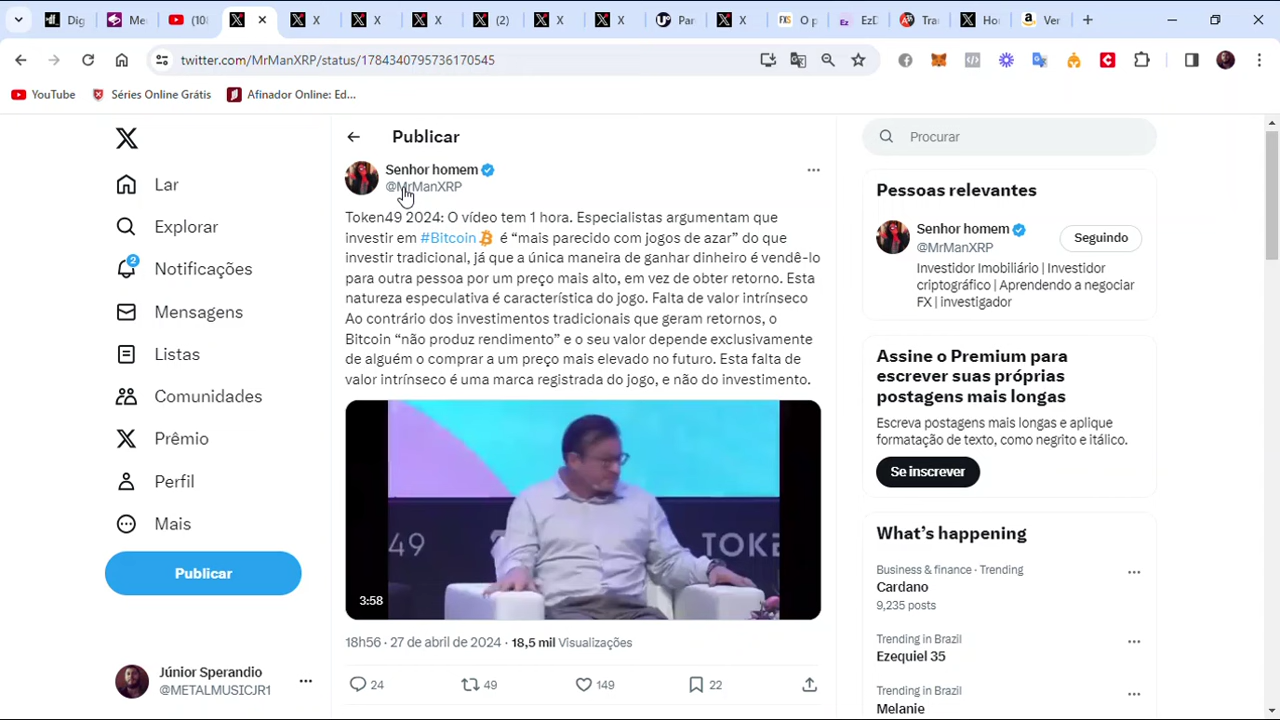 Dig
Me
(10
X
X
X
X
(2)
X
X
Par
X
O p
EzD
Tra
Ho
Ver
twitter.com/MrManXRP/status/1784340795736170545
YouTube
Séries Online Grátis
Afinador Online: Ed...
Lar
Explorar
2
Notificações
Mensagens
Listas
Comunidades
Prêmio
Perfil
Mais
Publicar
Júnior Sperandio
@METALMUSICJR1
Publicar
Senhor homem
@MrManXRP
Token49 2024: O vídeo tem 1 hora. Especialistas argumentam que
investir em #Bitcoin é “mais parecido com jogos de azar” do que
investir tradicional, já que a única maneira de ganhar dinheiro é vendê-lo
para outra pessoa por um preço mais alto, em vez de obter retorno. Esta
natureza especulativa é característica do jogo. Falta de valor intrínseco
Ao contrário dos investimentos tradicionais que geram retornos, o
Bitcoin “não produz rendimento” e o seu valor depende exclusivamente
de alguém o comprar a um preço mais elevado no futuro. Esta falta de
valor intrínseco é uma marca registrada do jogo, e não do investimento.
49
TOKE
3:58
18h56 · 27 de abril de 2024 · 18,5 mil Visualizações
24
49
149
22
Procurar
Pessoas relevantes
Senhor homem
@MrManXRP
Seguindo
Investidor Imobiliário | Investidor
criptográfico | Aprendendo a negociar
FX | investigador
Assine o Premium para
escrever suas próprias
postagens mais longas
Escreva postagens mais longas e aplique
formatação de texto, como negrito e itálico.
Se inscrever
What’s happening
Business & finance · Trending
Cardano
9,235 posts
Trending in Brazil
Ezequiel 35
Trending in Brazil
Melanie